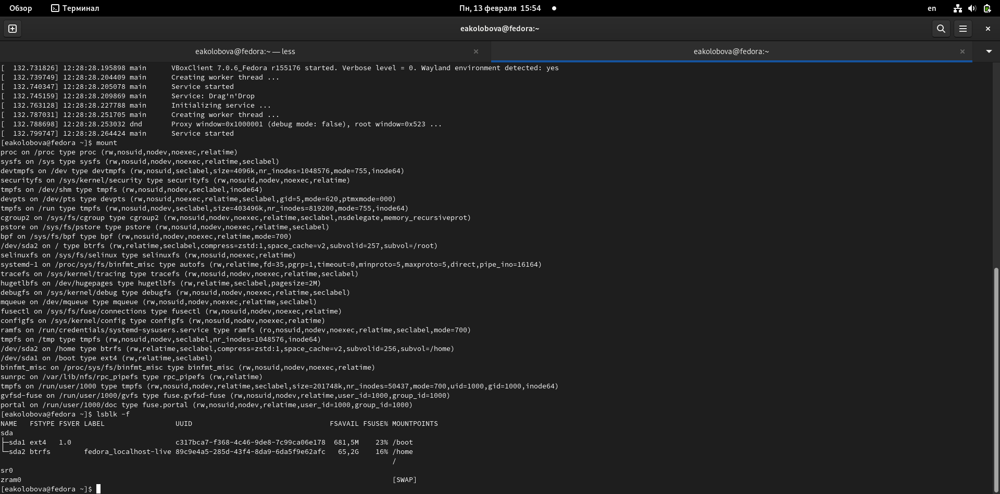 Обзор Терминал Пн, 13 февраля 15:54 en
eakolobova@fedora:~
eakolobova@fedora:~ — less eakolobova@fedora:~
[  132.731826] 12:28:28.195898 main      VBoxClient 7.0.6_Fedora r155176 started. Verbose level = 0. Wayland environment detected: yes
[  132.739749] 12:28:28.204409 main      Creating worker thread ...
[  132.740347] 12:28:28.205078 main      Service started
[  132.745159] 12:28:28.209869 main      Service: Drag'n'Drop
[  132.763128] 12:28:28.227788 main      Initializing service ...
[  132.787031] 12:28:28.251705 main      Creating worker thread ...
[  132.788698] 12:28:28.253032 dnd       Proxy window=0x1000001 (debug mode: false), root window=0x523 ...
[  132.799747] 12:28:28.264424 main      Service started
[eakolobova@fedora ~]$ mount
proc on /proc type proc (rw,nosuid,nodev,noexec,relatime)
sysfs on /sys type sysfs (rw,nosuid,nodev,noexec,relatime,seclabel)
devtmpfs on /dev type devtmpfs (rw,nosuid,seclabel,size=4096k,nr_inodes=1048576,mode=755,inode64)
securityfs on /sys/kernel/security type securityfs (rw,nosuid,nodev,noexec,relatime)
tmpfs on /dev/shm type tmpfs (rw,nosuid,nodev,seclabel,inode64)
devpts on /dev/pts type devpts (rw,nosuid,noexec,relatime,seclabel,gid=5,mode=620,ptmxmode=000)
tmpfs on /run type tmpfs (rw,nosuid,nodev,seclabel,size=403496k,nr_inodes=819200,mode=755,inode64)
cgroup2 on /sys/fs/cgroup type cgroup2 (rw,nosuid,nodev,noexec,relatime,seclabel,nsdelegate,memory_recursiveprot)
pstore on /sys/fs/pstore type pstore (rw,nosuid,nodev,noexec,relatime,seclabel)
bpf on /sys/fs/bpf type bpf (rw,nosuid,nodev,noexec,relatime,mode=700)
/dev/sda2 on / type btrfs (rw,relatime,seclabel,compress=zstd:1,space_cache=v2,subvolid=257,subvol=/root)
selinuxfs on /sys/fs/selinux type selinuxfs (rw,nosuid,noexec,relatime)
systemd-1 on /proc/sys/fs/binfmt_misc type autofs (rw,relatime,fd=35,pgrp=1,timeout=0,minproto=5,maxproto=5,direct,pipe_ino=16164)
tracefs on /sys/kernel/tracing type tracefs (rw,nosuid,nodev,noexec,relatime,seclabel)
hugetlbfs on /dev/hugepages type hugetlbfs (rw,relatime,seclabel,pagesize=2M)
debugfs on /sys/kernel/debug type debugfs (rw,nosuid,nodev,noexec,relatime,seclabel)
mqueue on /dev/mqueue type mqueue (rw,nosuid,nodev,noexec,relatime,seclabel)
fusectl on /sys/fs/fuse/connections type fusectl (rw,nosuid,nodev,noexec,relatime)
configfs on /sys/kernel/config type configfs (rw,nosuid,nodev,noexec,relatime)
ramfs on /run/credentials/systemd-sysusers.service type ramfs (ro,nosuid,nodev,noexec,relatime,seclabel,mode=700)
tmpfs on /tmp type tmpfs (rw,nosuid,nodev,seclabel,nr_inodes=1048576,inode64)
/dev/sda2 on /home type btrfs (rw,relatime,seclabel,compress=zstd:1,space_cache=v2,subvolid=256,subvol=/home)
/dev/sda1 on /boot type ext4 (rw,relatime,seclabel)
binfmt_misc on /proc/sys/fs/binfmt_misc type binfmt_misc (rw,nosuid,nodev,noexec,relatime)
sunrpc on /var/lib/nfs/rpc_pipefs type rpc_pipefs (rw,relatime)
tmpfs on /run/user/1000 type tmpfs (rw,nosuid,nodev,relatime,seclabel,size=201748k,nr_inodes=50437,mode=700,uid=1000,gid=1000,inode64)
gvfsd-fuse on /run/user/1000/gvfs type fuse.gvfsd-fuse (rw,nosuid,nodev,relatime,user_id=1000,group_id=1000)
portal on /run/user/1000/doc type fuse.portal (rw,nosuid,nodev,relatime,user_id=1000,group_id=1000)
[eakolobova@fedora ~]$ lsblk -f
NAME   FSTYPE FSVER LABEL                 UUID                                 FSAVAIL FSUSE% MOUNTPOINTS
sda
├─sda1 ext4   1.0                         c317bca7-f368-4c46-9de8-7c99ca06e178  681,5M    23% /boot
└─sda2 btrfs        fedora_localhost-live 89c9e4a5-285d-43f4-8da9-6da5f9e62afc   65,2G    16% /home
/
sr0
zram0                                                                                         [SWAP]
[eakolobova@fedora ~]$